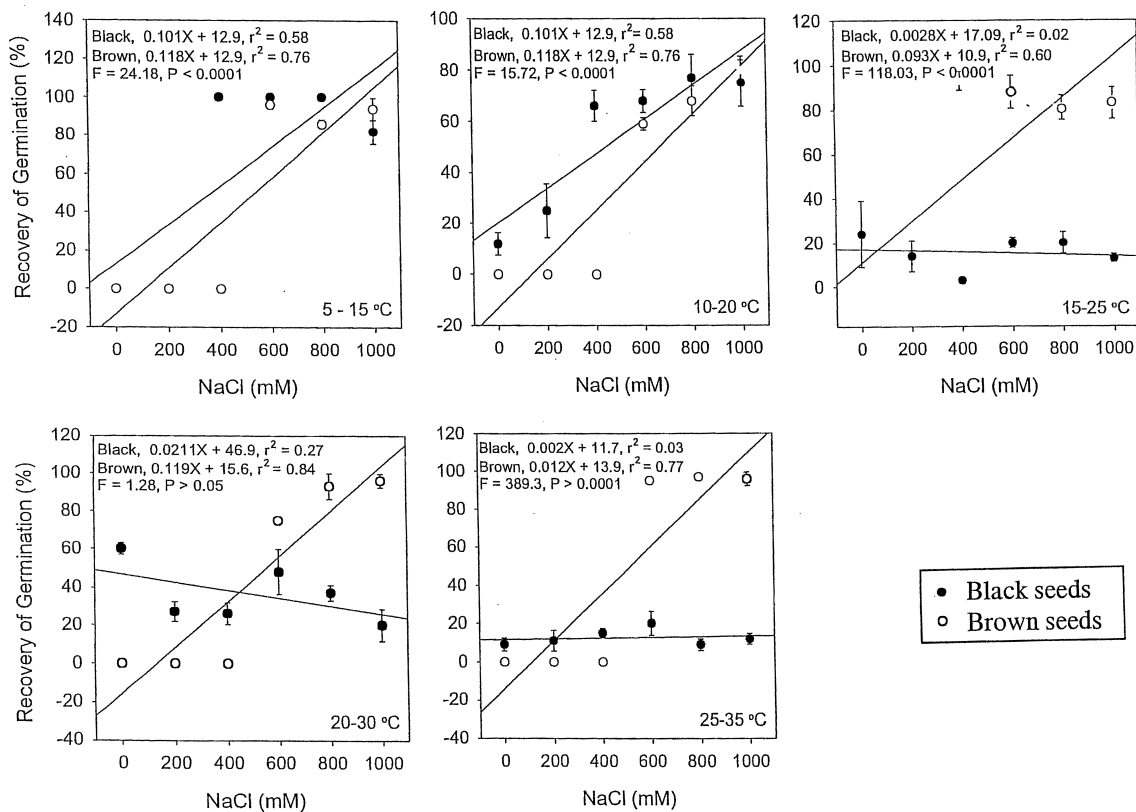 Recovery of Germination (%)
140
120
100
80
60
40
20
0
-20
Black, 0.101X + 12.9, r² = 0.58
Brown, 0.118X + 12.9, r² = 0.76
F = 24.18, P < 0.0001
5 - 15 ºC
0 200 400 600 800 1000
NaCl (mM)
100
80
60
40
20
0
-20
Black, 0.101X + 12.9, r² = 0.58
Brown, 0.118X + 12.9, r² = 0.76
F = 15.72, P < 0.0001
10-20 ºC
0 200 400 600 800 1000
NaCl (mM)
120
100
80
60
40
20
0
Black, 0.0028X + 17.09, r² = 0.02
Brown, 0.093X + 10.9, r² = 0.60
F = 118.03, P < 0.0001
15-25 ºC
0 200 400 600 800 1000
NaCl (mM)
Recovery of Germination (%)
120
100
80
60
40
20
0
-20
-40
Black, 0.0211X + 46.9, r² = 0.27
Brown, 0.119X + 15.6, r² = 0.84
F = 1.28, P > 0.05
20-30 ºC
0 200 400 600 800 1000
NaCl (mM)
120
100
80
60
40
20
0
-20
-40
Black, 0.002X + 11.7, r² = 0.03
Brown, 0.012X + 13.9, r² = 0.77
F = 389.3, P > 0.0001
25-35 ºC
0 200 400 600 800 1000
NaCl (mM)
Black seeds
Brown seeds